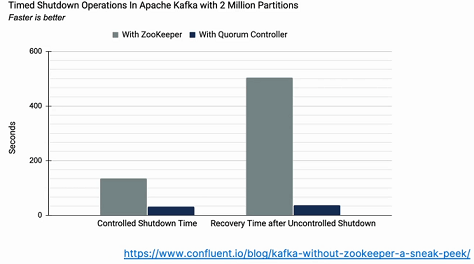 Timed Shutdown Operations In Apache Kafka with 2 Million Partitions
Faster is better
With ZooKeeper With Quorum Controller
600
400
200
0
Seconds
Controlled Shutdown Time Recovery Time after Uncontrolled Shutdown
https://www.confluent.io/blog/kafka-without-zookeeper-a-sneak-peek/